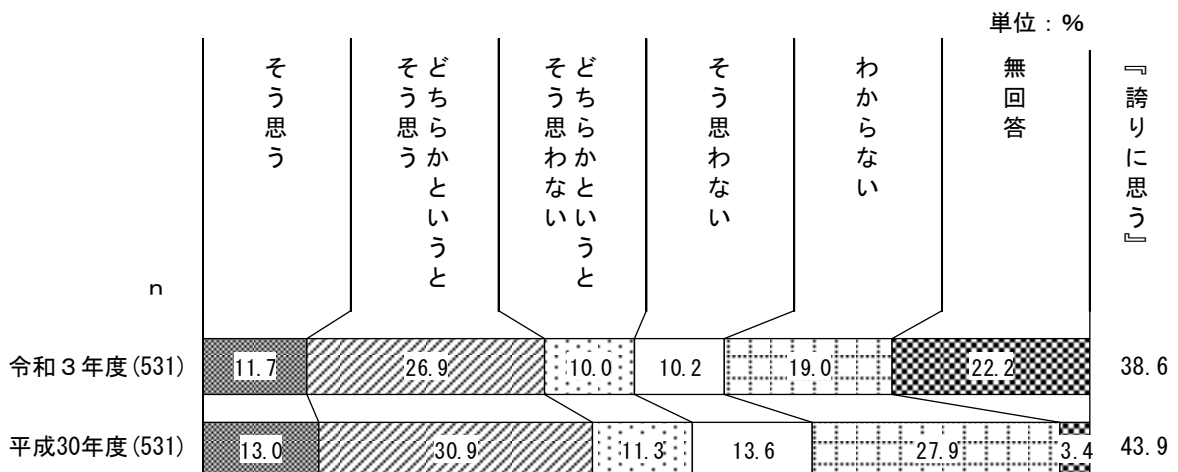 単位：％
そう思う
どちらかというと
そう思う
どちらかというと
そう思わない
そう思わない
わからない
無回答
『誇りに思う』
ｎ
令和３年度(531)
11.7
26.9
10.0
10.2
19.0
22.2
38.6
平成30年度(531)
13.0
30.9
11.3
13.6
27.9
3.4
43.9